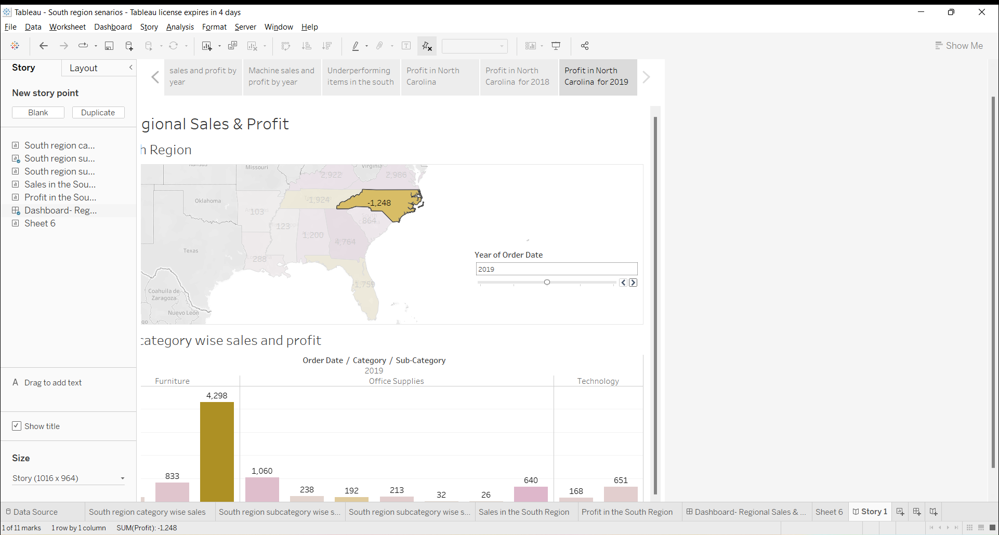 Tableau - South region senarios - Tableau license expires in 4 days
File Data Worksheet Dashboard Story Analysis Format Server Window Help
Show Me
Story Layout
New story point
Blank Duplicate
South region ca...
South region su...
South region su...
Sales in the Sou...
Profit in the Sou...
Dashboard- Reg...
Sheet 6
A Drag to add text
Show title
Size
Story (1016 x 964)
sales and profit by
year
Machine sales and
profit by year
Underperforming
items in the south
Profit in North
Carolina
Profit in North
Carolina for 2018
Profit in North
Carolina for 2019
gional Sales & Profit
h Region
Kansas
Missouri
Virginia
2,922
2,986
Oklahoma
-1,924
-1,248
103
864
123
1,200
4,764
Texas
288
-1,759
Coahuila de
Zaragoza
Nuevo León
go
Year of Order Date
2019
category wise sales and profit
Order Date / Category / Sub-Category
2019
Furniture Office Supplies Technology
4,298
833
1,060
238
192
213
32
26
640
168
651
Data Source South region category wise sales South region subcategory wise s... South region subcategory wise s... Sales in the South Region Profit in the South Region Dashboard- Regional Sales & ... Sheet 6 Story 1
1 of 11 marks 1 row by 1 column SUM(Profit): -1,248